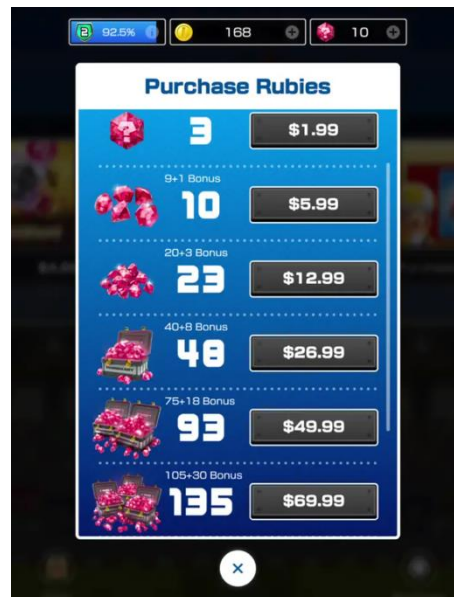 2 92.5% 168 10
Purchase Rubies
? 3 $1.99
9+1 Bonus
10 $5.99
20+3 Bonus
23 $12.99
40+8 Bonus
48 $26.99
75+18 Bonus
93 $49.99
105+30 Bonus
135 $69.99